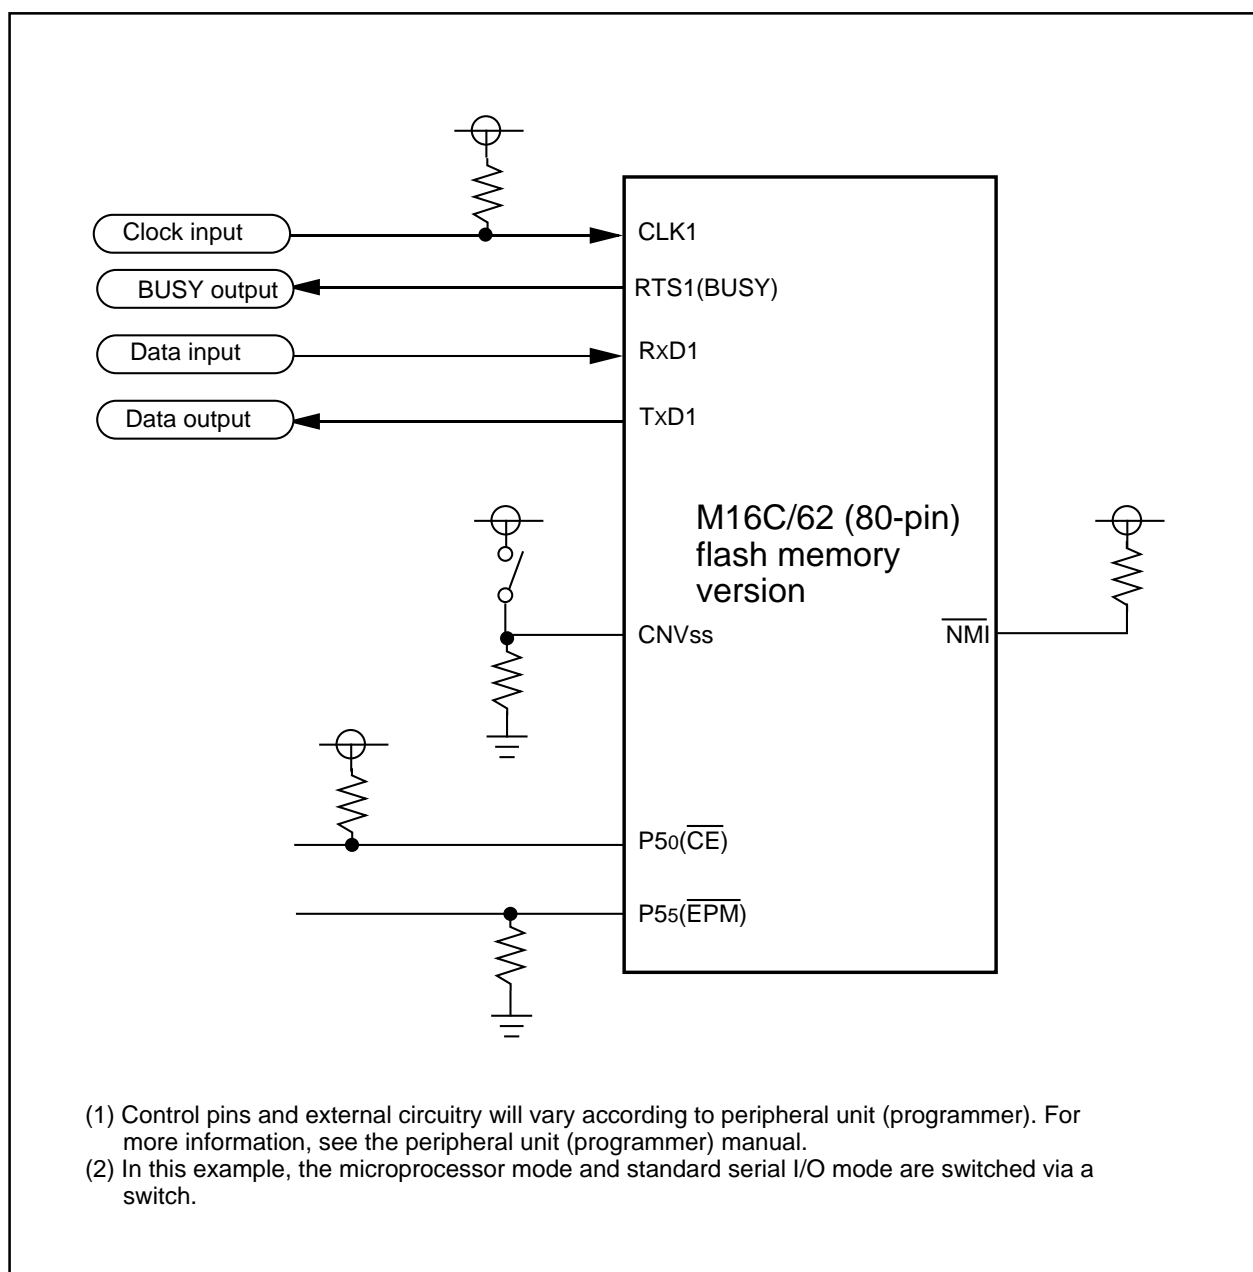 Clock input
CLK1
BUSY output
RTS1(BUSY)
Data input
RxD1
Data output
TxD1
M16C/62 (80-pin)
flash memory
version
CNVss
NMI
P50(CE)
P55(EPM)
(1) Control pins and external circuitry will vary according to peripheral unit (programmer). For
more information, see the peripheral unit (programmer) manual.
(2) In this example, the microprocessor mode and standard serial I/O mode are switched via a
switch.